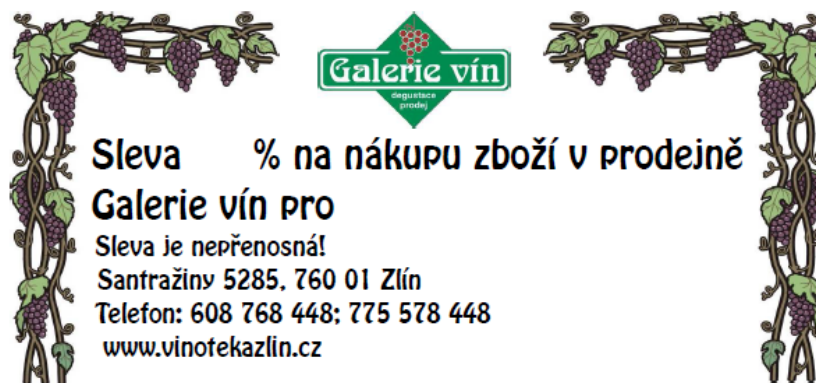 Galerie vín
degustace
prodej
Sleva % na nákupu zboží v prodejně
Galerie vín pro
Sleva je nepřenosná!
Santražiny 5285, 760 01 Zlín
Telefon: 608 768 448; 775 578 448
www.vinotekazlin.cz